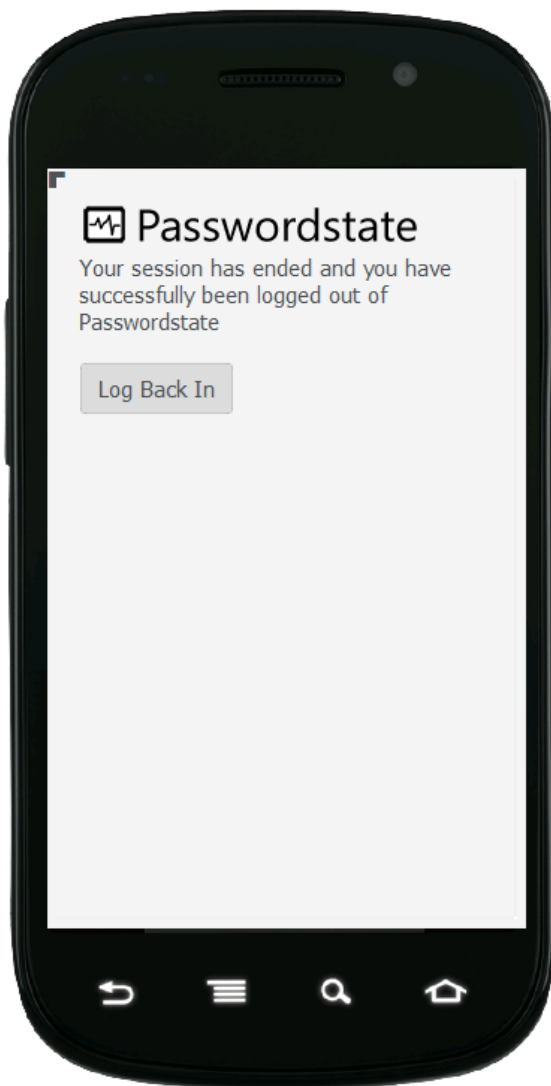 Passwordstate
Your session has ended and you have
successfully been logged out of
Passwordstate
Log Back In